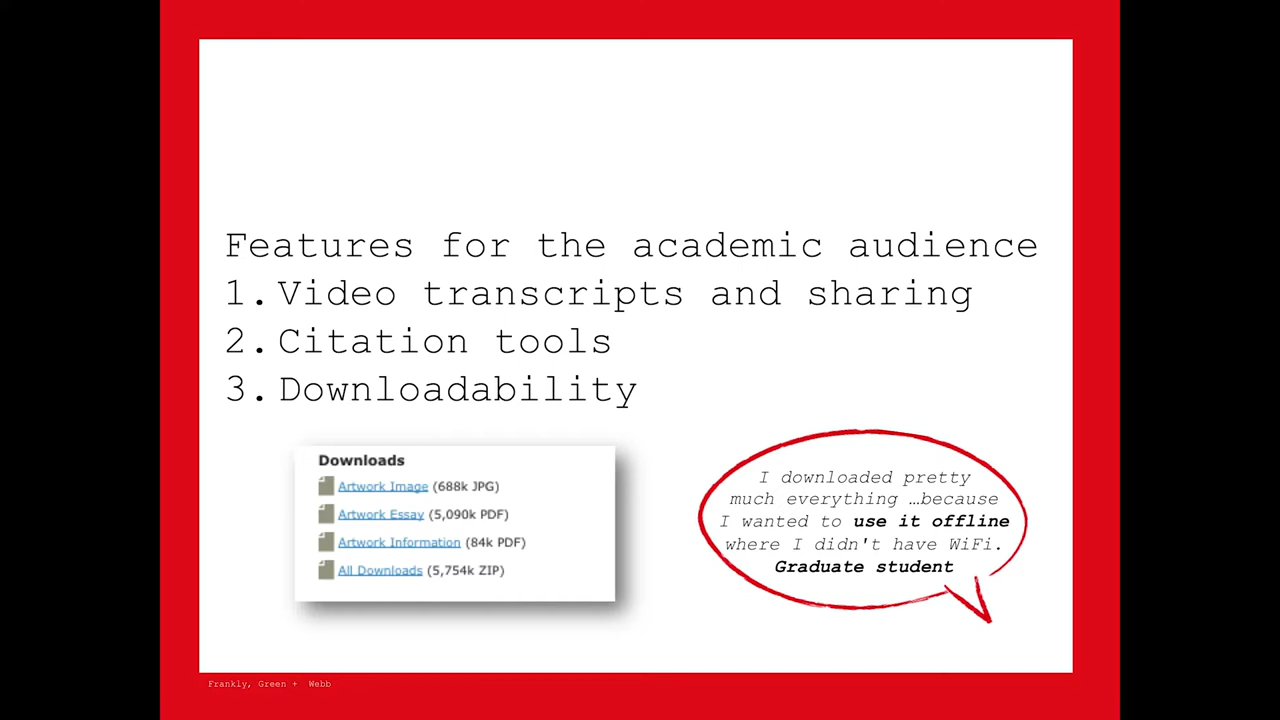 Features for the academic audience
1. Video transcripts and sharing
2. Citation tools
3. Downloadability
Downloads
Artwork Image (688k JPG)
Artwork Essay (5,090k PDF)
Artwork Information (84k PDF)
All Downloads (5,754k ZIP)
I downloaded pretty
much everything …because
I wanted to use it offline
where I didn't have WiFi.
Graduate student
Frankly, Green + Webb